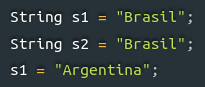 String s1 = "Brasil";
String s2 = "Brasil";
s1 = "Argentina";